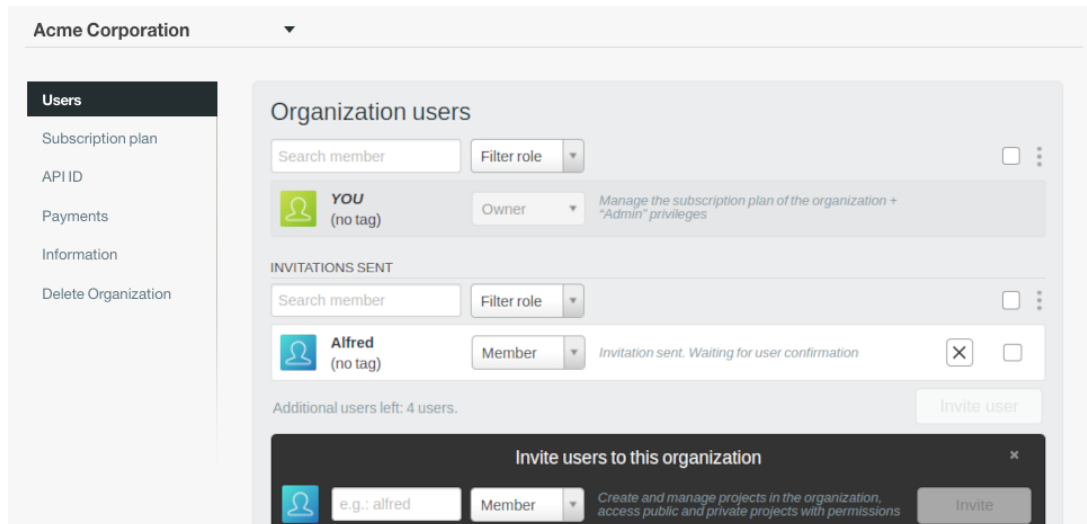 Acme Corporation
Users
Subscription plan
API ID
Payments
Information
Delete Organization
Organization users
Search member
Filter role
YOU
(no tag)
Owner
Manage the subscription plan of the organization +
"Admin" privileges
INVITATIONS SENT
Search member
Filter role
Alfred
(no tag)
Member
Invitation sent. Waiting for user confirmation
Additional users left: 4 users.
Invite user
Invite users to this organization
e.g.: alfred
Member
Create and manage projects in the organization,
access public and private projects with permissions
Invite